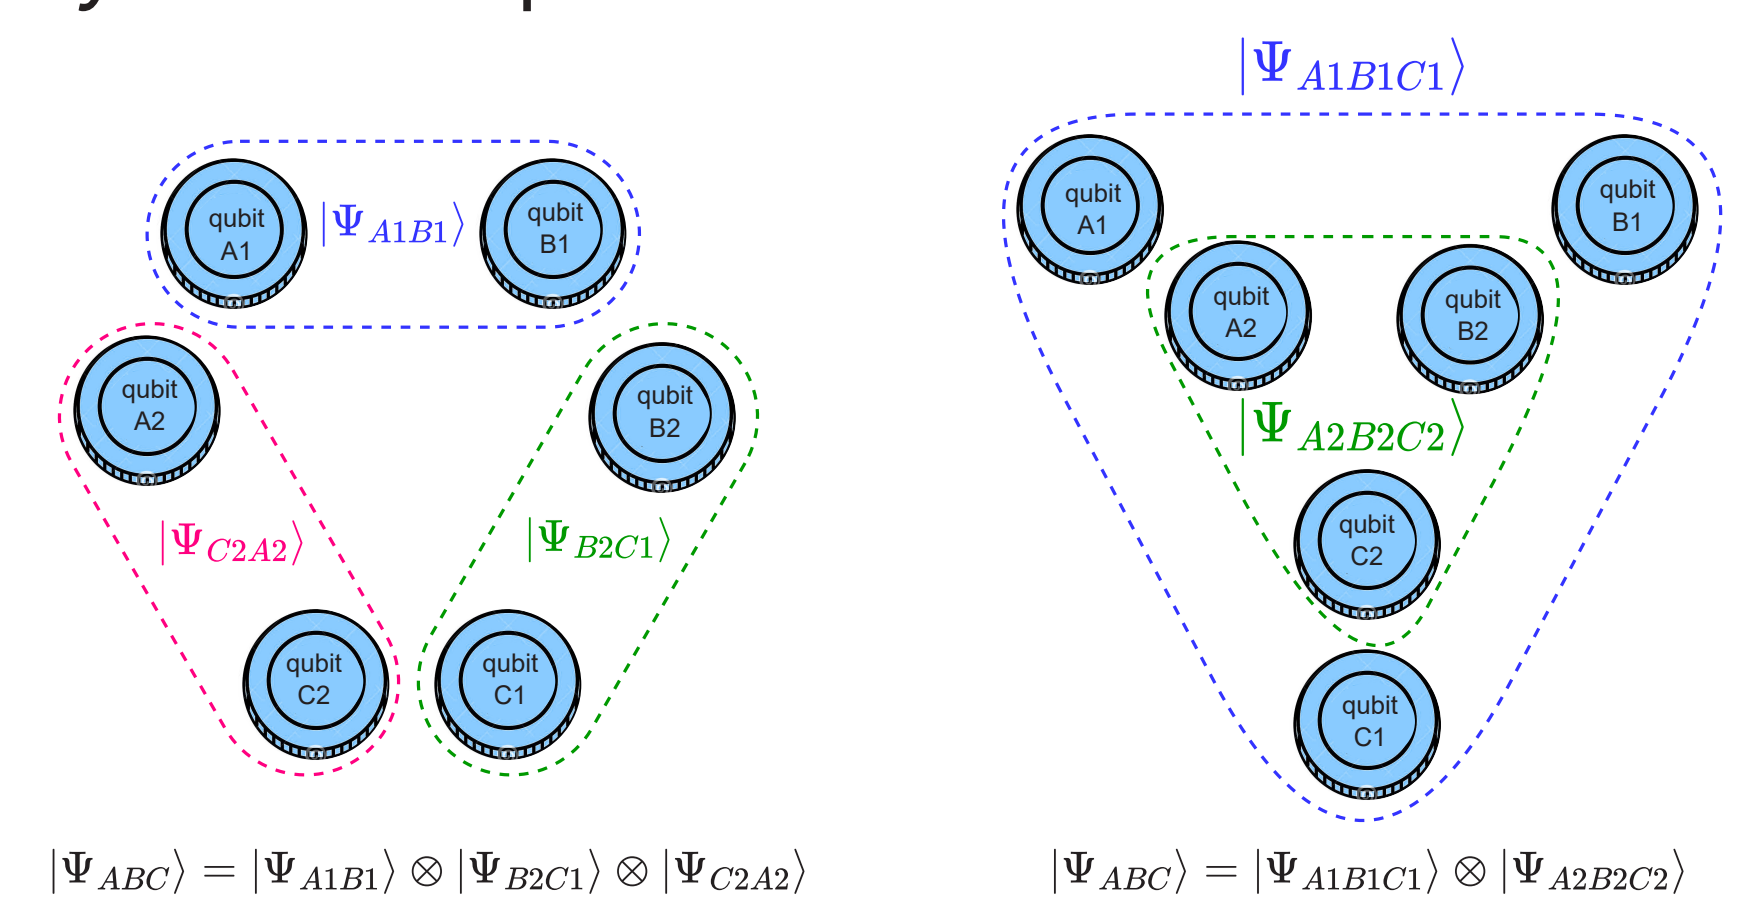 |Ψ_{A1B1}⟩
qubit
A1
qubit
B1
qubit
A2
qubit
B2
|Ψ_{C2A2}⟩
|Ψ_{B2C1}⟩
qubit
C2
qubit
C1
|Ψ_{ABC}⟩ = |Ψ_{A1B1}⟩ ⊗ |Ψ_{B2C1}⟩ ⊗ |Ψ_{C2A2}⟩
|Ψ_{A1B1C1}⟩
qubit
A1
qubit
B1
qubit
A2
qubit
B2
|Ψ_{A2B2C2}⟩
qubit
C2
qubit
C1
|Ψ_{ABC}⟩ = |Ψ_{A1B1C1}⟩ ⊗ |Ψ_{A2B2C2}⟩